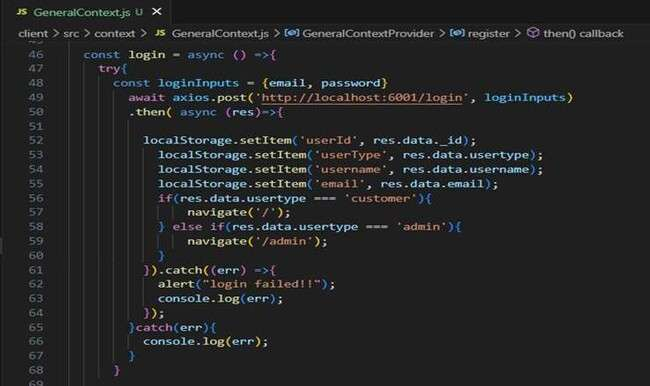 JS GeneralContext.js U ×
client > src > context > JS GeneralContext.js > GeneralContextProvider > register > then() callback
46 const login = async () =>{
47 try{
48 const loginInputs = {email, password}
49 await axios.post('http://localhost:6001/login', loginInputs)
50 .then( async (res)=>{
51
52 localStorage.setItem('userId', res.data._id);
53 localStorage.setItem('userType', res.data.usertype);
54 localStorage.setItem('username', res.data.username);
55 localStorage.setItem('email', res.data.email);
56 if(res.data.usertype === 'customer'){
57 navigate('/');
58 } else if(res.data.usertype === 'admin'){
59 navigate('/admin');
60 }
61 }).catch((err) =>{
62 alert("login failed!!");
63 console.log(err);
64 });
65 }catch(err){
66 console.log(err);
67 }
68 }